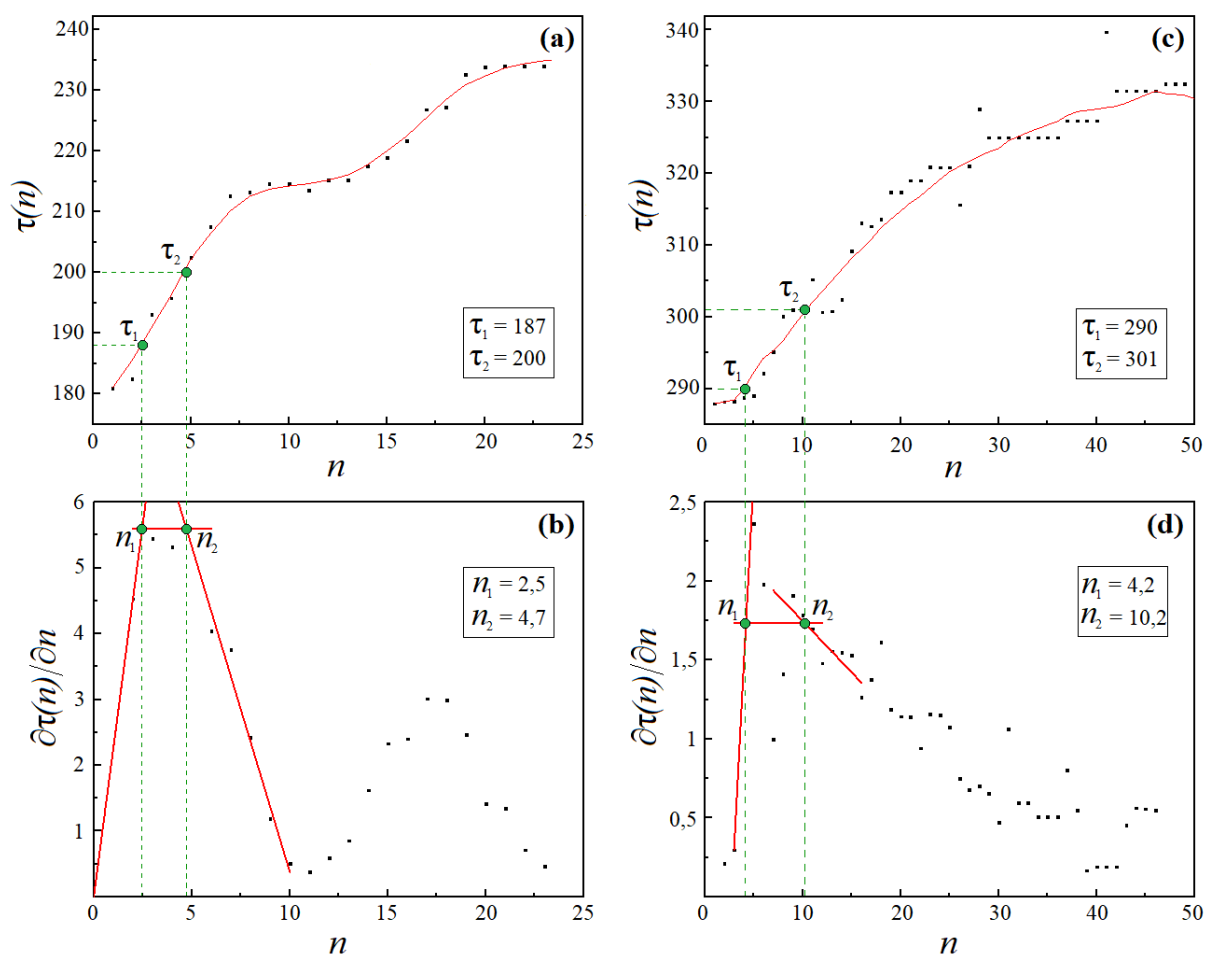 (a)
240
230
220
210
200
190
180
τ(n)
τ₂
τ₁
τ₁ = 187
τ₂ = 200
0 5 10 15 20 25
n
(c)
340
330
320
310
300
290
τ(n)
τ₂
τ₁
τ₁ = 290
τ₂ = 301
0 10 20 30 40 50
n
(b)
6
5
4
3
2
1
∂τ(n)/∂n
n₁ n₂
n₁ = 2,5
n₂ = 4,7
0 5 10 15 20 25
n
(d)
2,5
2
1,5
1
0,5
∂τ(n)/∂n
n₁ n₂
n₁ = 4,2
n₂ = 10,2
0 10 20 30 40 50
n